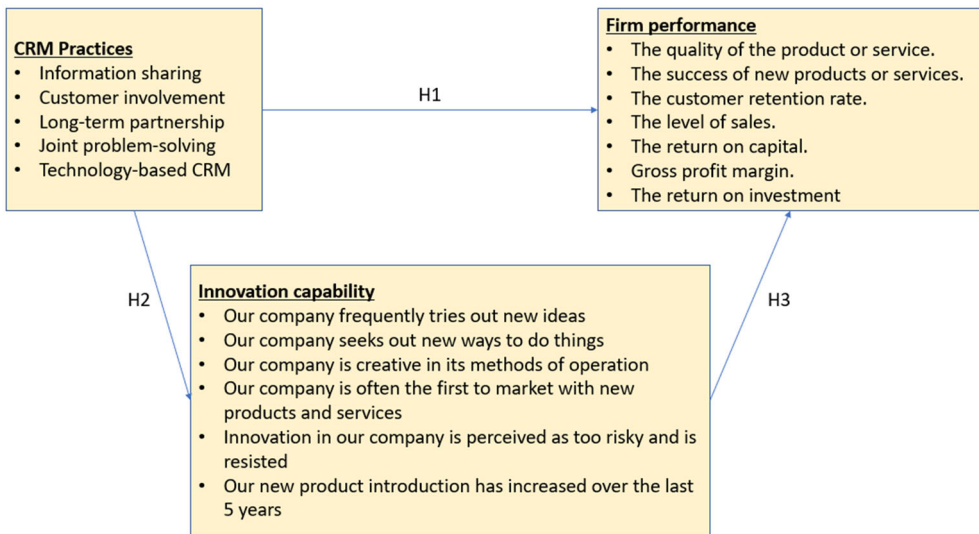 CRM Practices
• Information sharing
• Customer involvement
• Long-term partnership
• Joint problem-solving
• Technology-based CRM
H1
Firm performance
• The quality of the product or service.
• The success of new products or services.
• The customer retention rate.
• The level of sales.
• The return on capital.
• Gross profit margin.
• The return on investment
H2
Innovation capability
• Our company frequently tries out new ideas
• Our company seeks out new ways to do things
• Our company is creative in its methods of operation
• Our company is often the first to market with new
products and services
• Innovation in our company is perceived as too risky and is
resisted
• Our new product introduction has increased over the last
5 years
H3